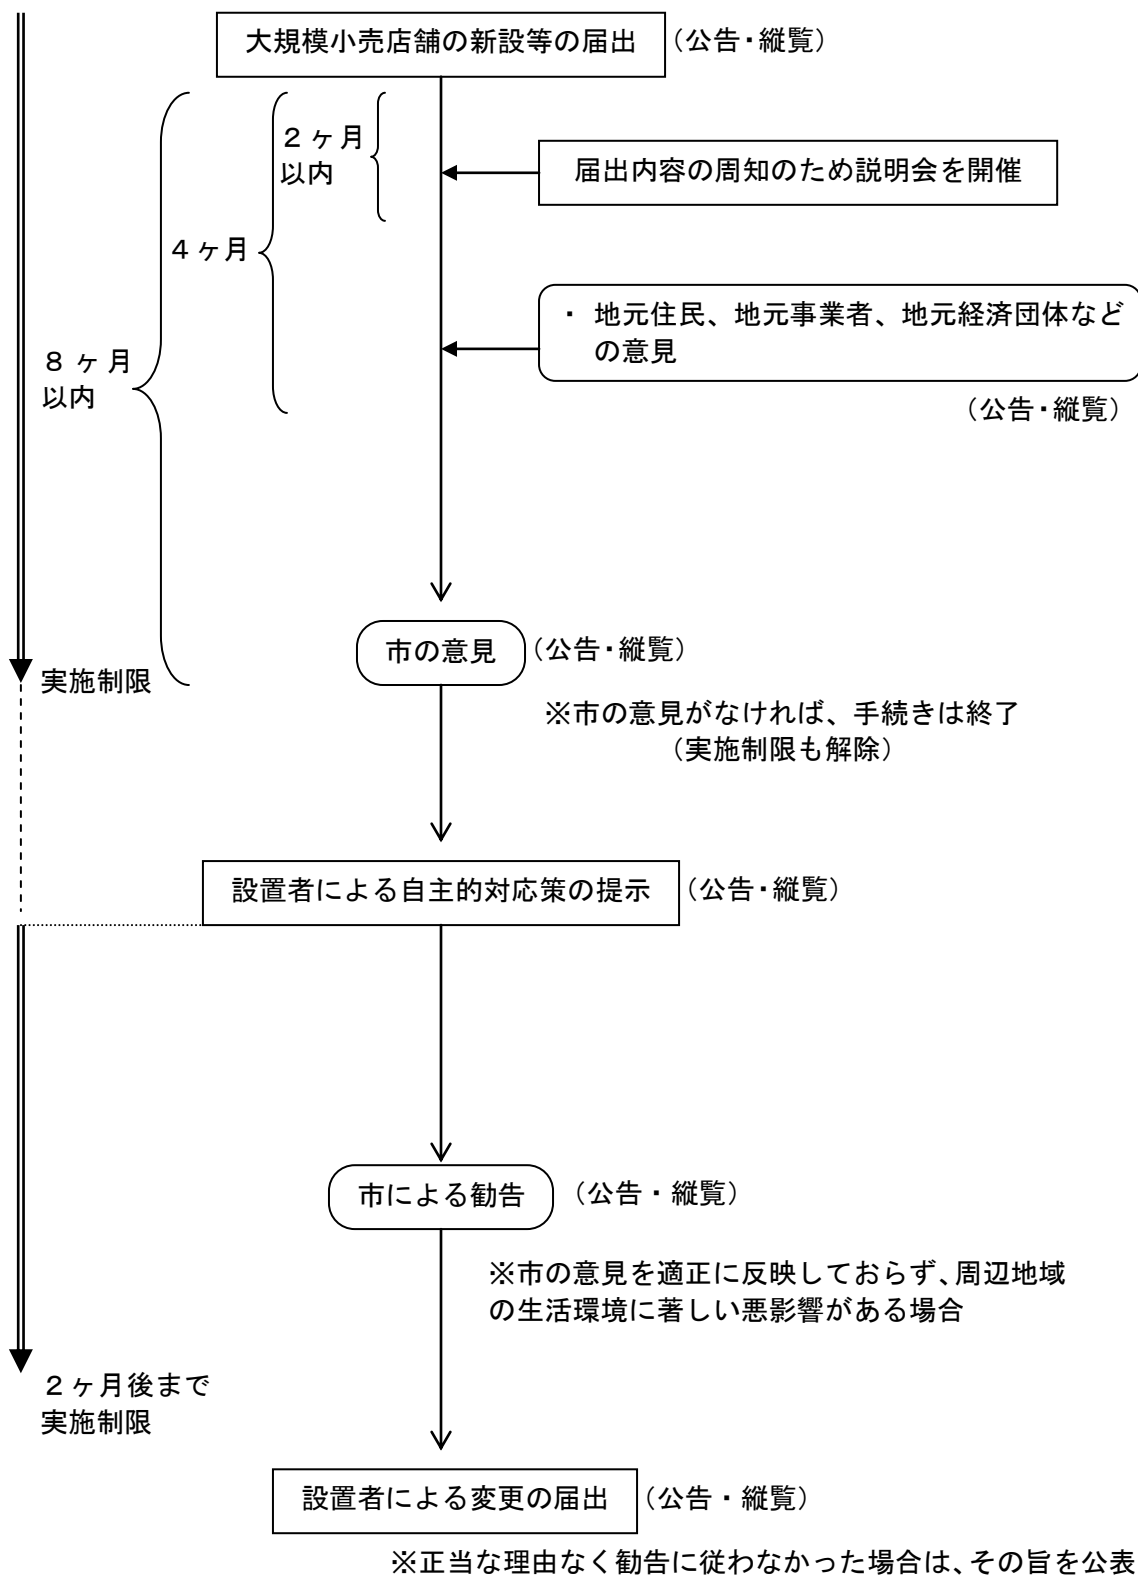 大規模小売店舗の新設等の届出 （公告・縦覧）
２ヶ月
以内
届出内容の周知のため説明会を開催
４ヶ月
・ 地元住民、地元事業者、地元経済団体など
の意見
８ヶ月
以内
（公告・縦覧）
市の意見 （公告・縦覧）
実施制限
※市の意見がなければ、手続きは終了
（実施制限も解除）
設置者による自主的対応策の提示 （公告・縦覧）
市による勧告 （公告・縦覧）
※市の意見を適正に反映しておらず、周辺地域
の生活環境に著しい悪影響がある場合
２ヶ月後まで
実施制限
設置者による変更の届出 （公告・縦覧）
※正当な理由なく勧告に従わなかった場合は、その旨を公表